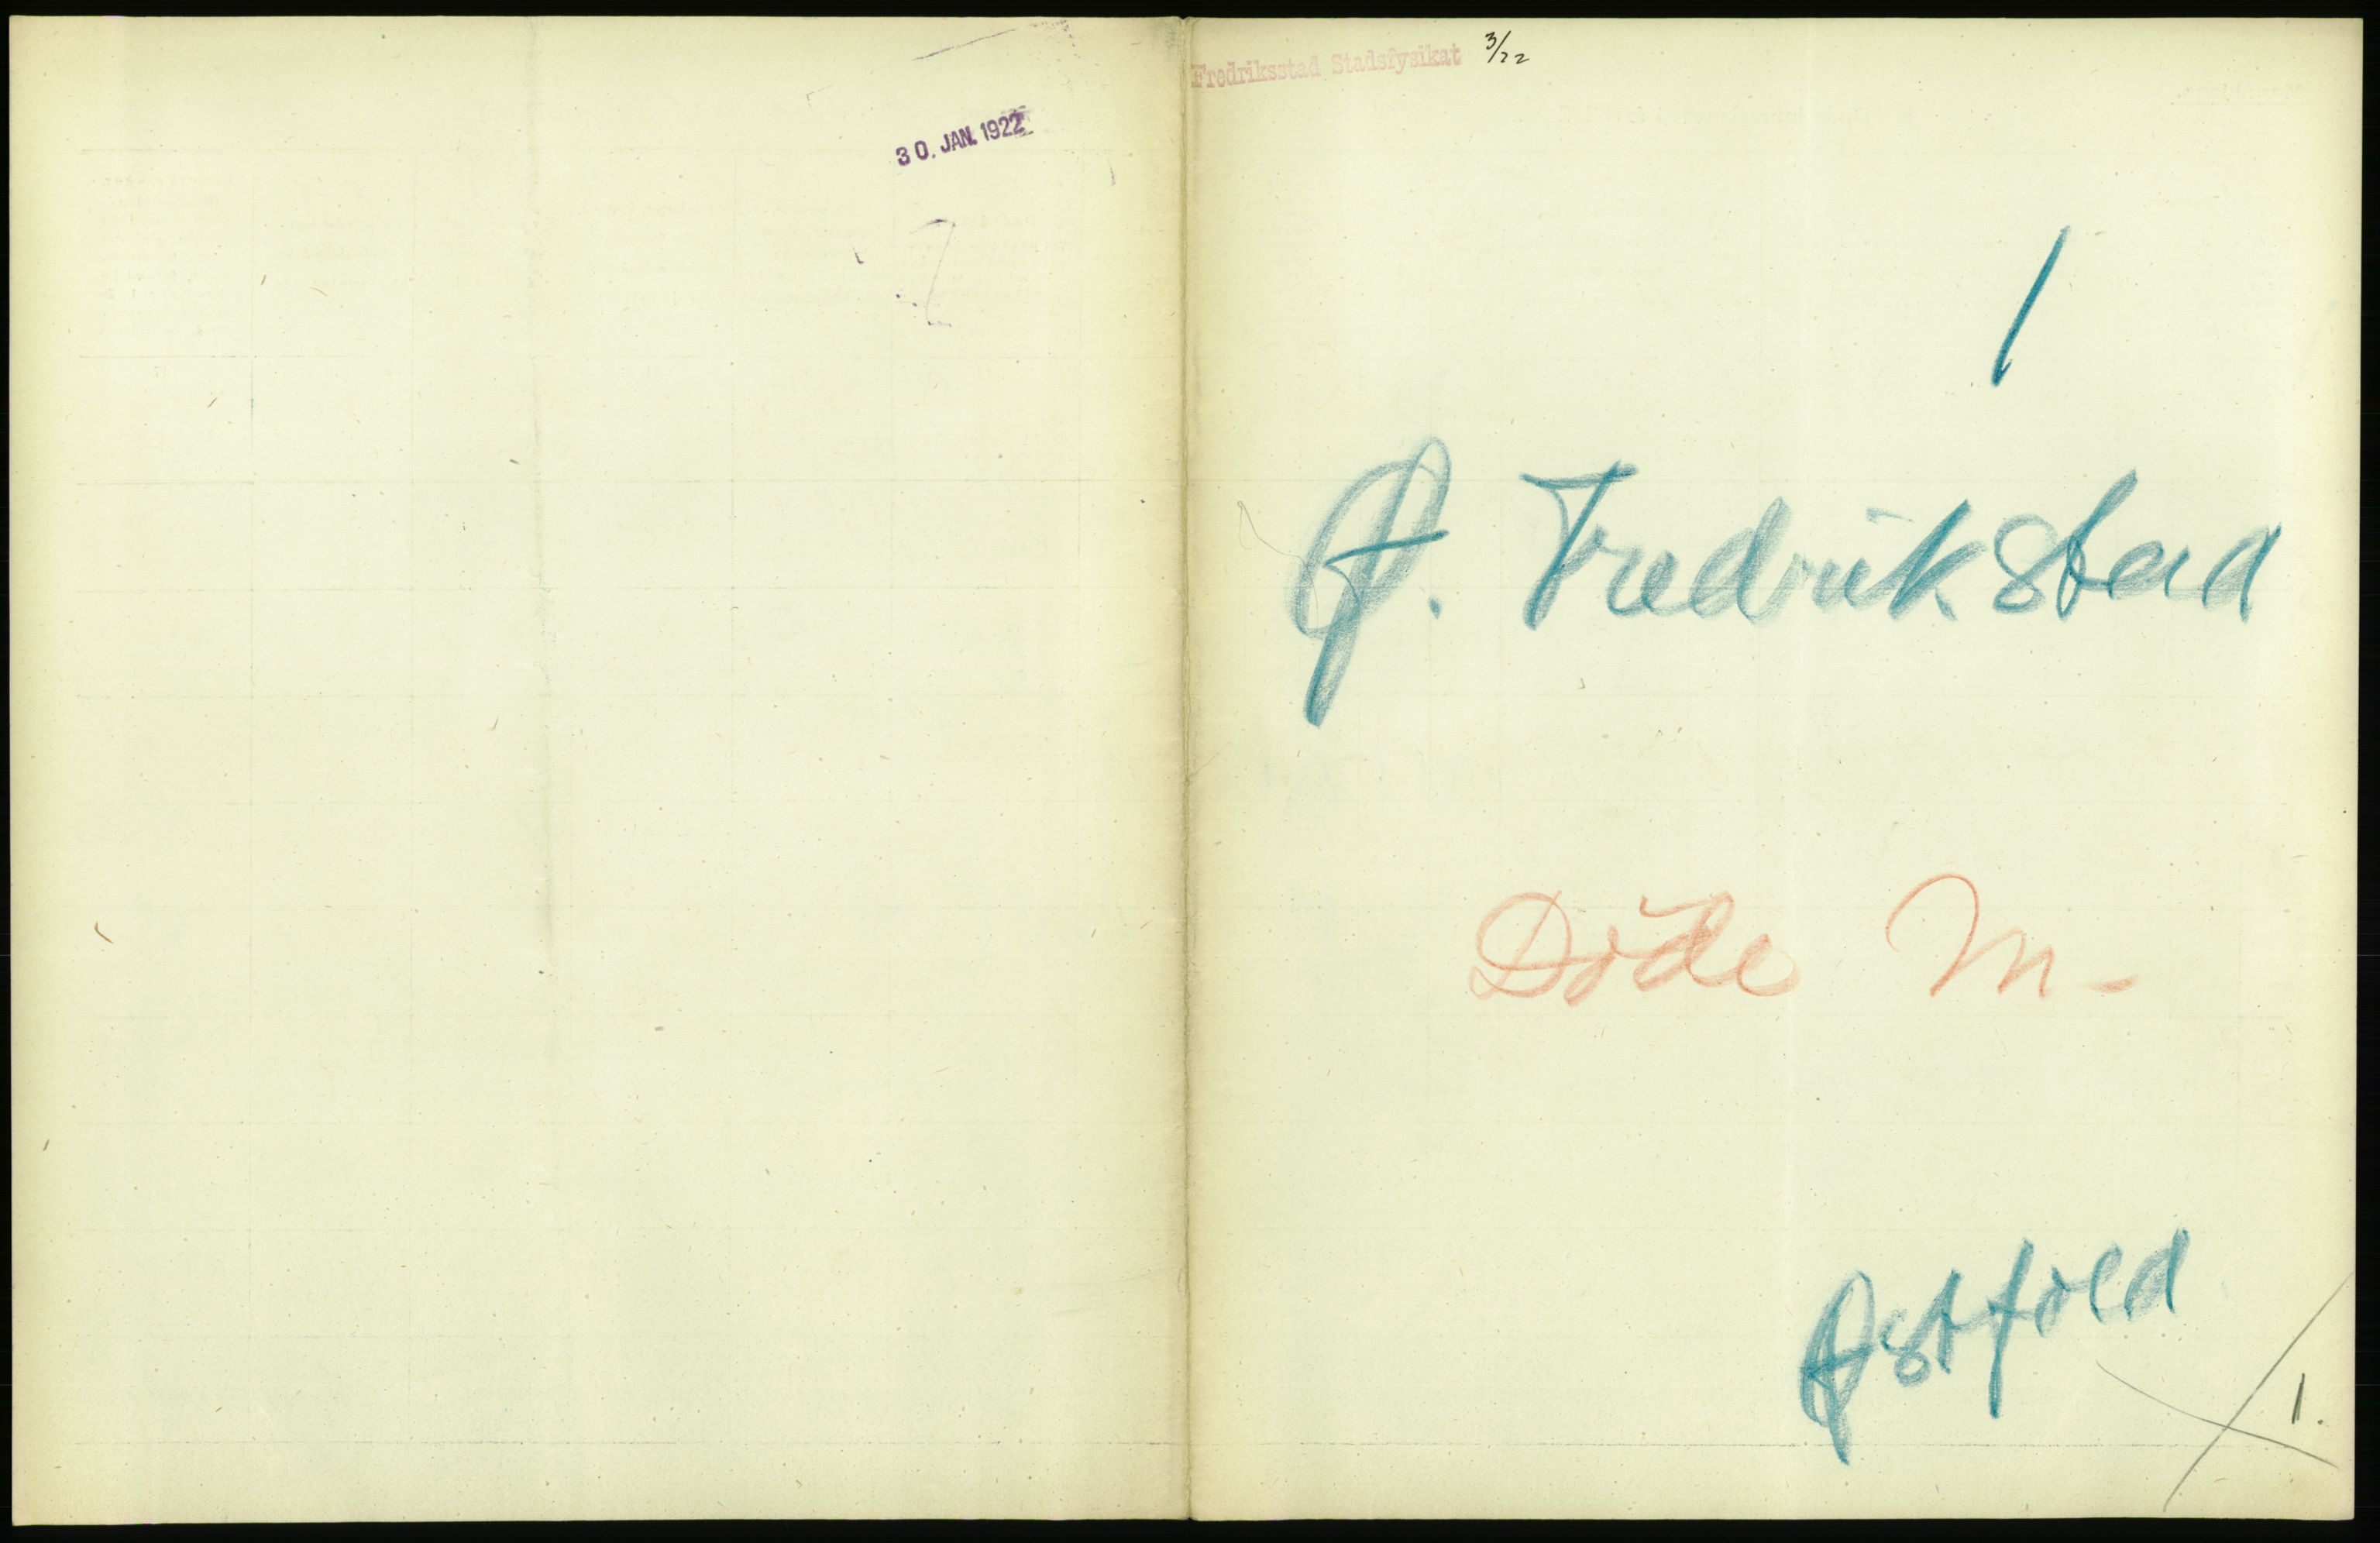 30. JAN. 1922
Fredriksstad Stadsfysikat 3/22
1
Ø. Fredrikstad
Døde M-
Østfold
1.